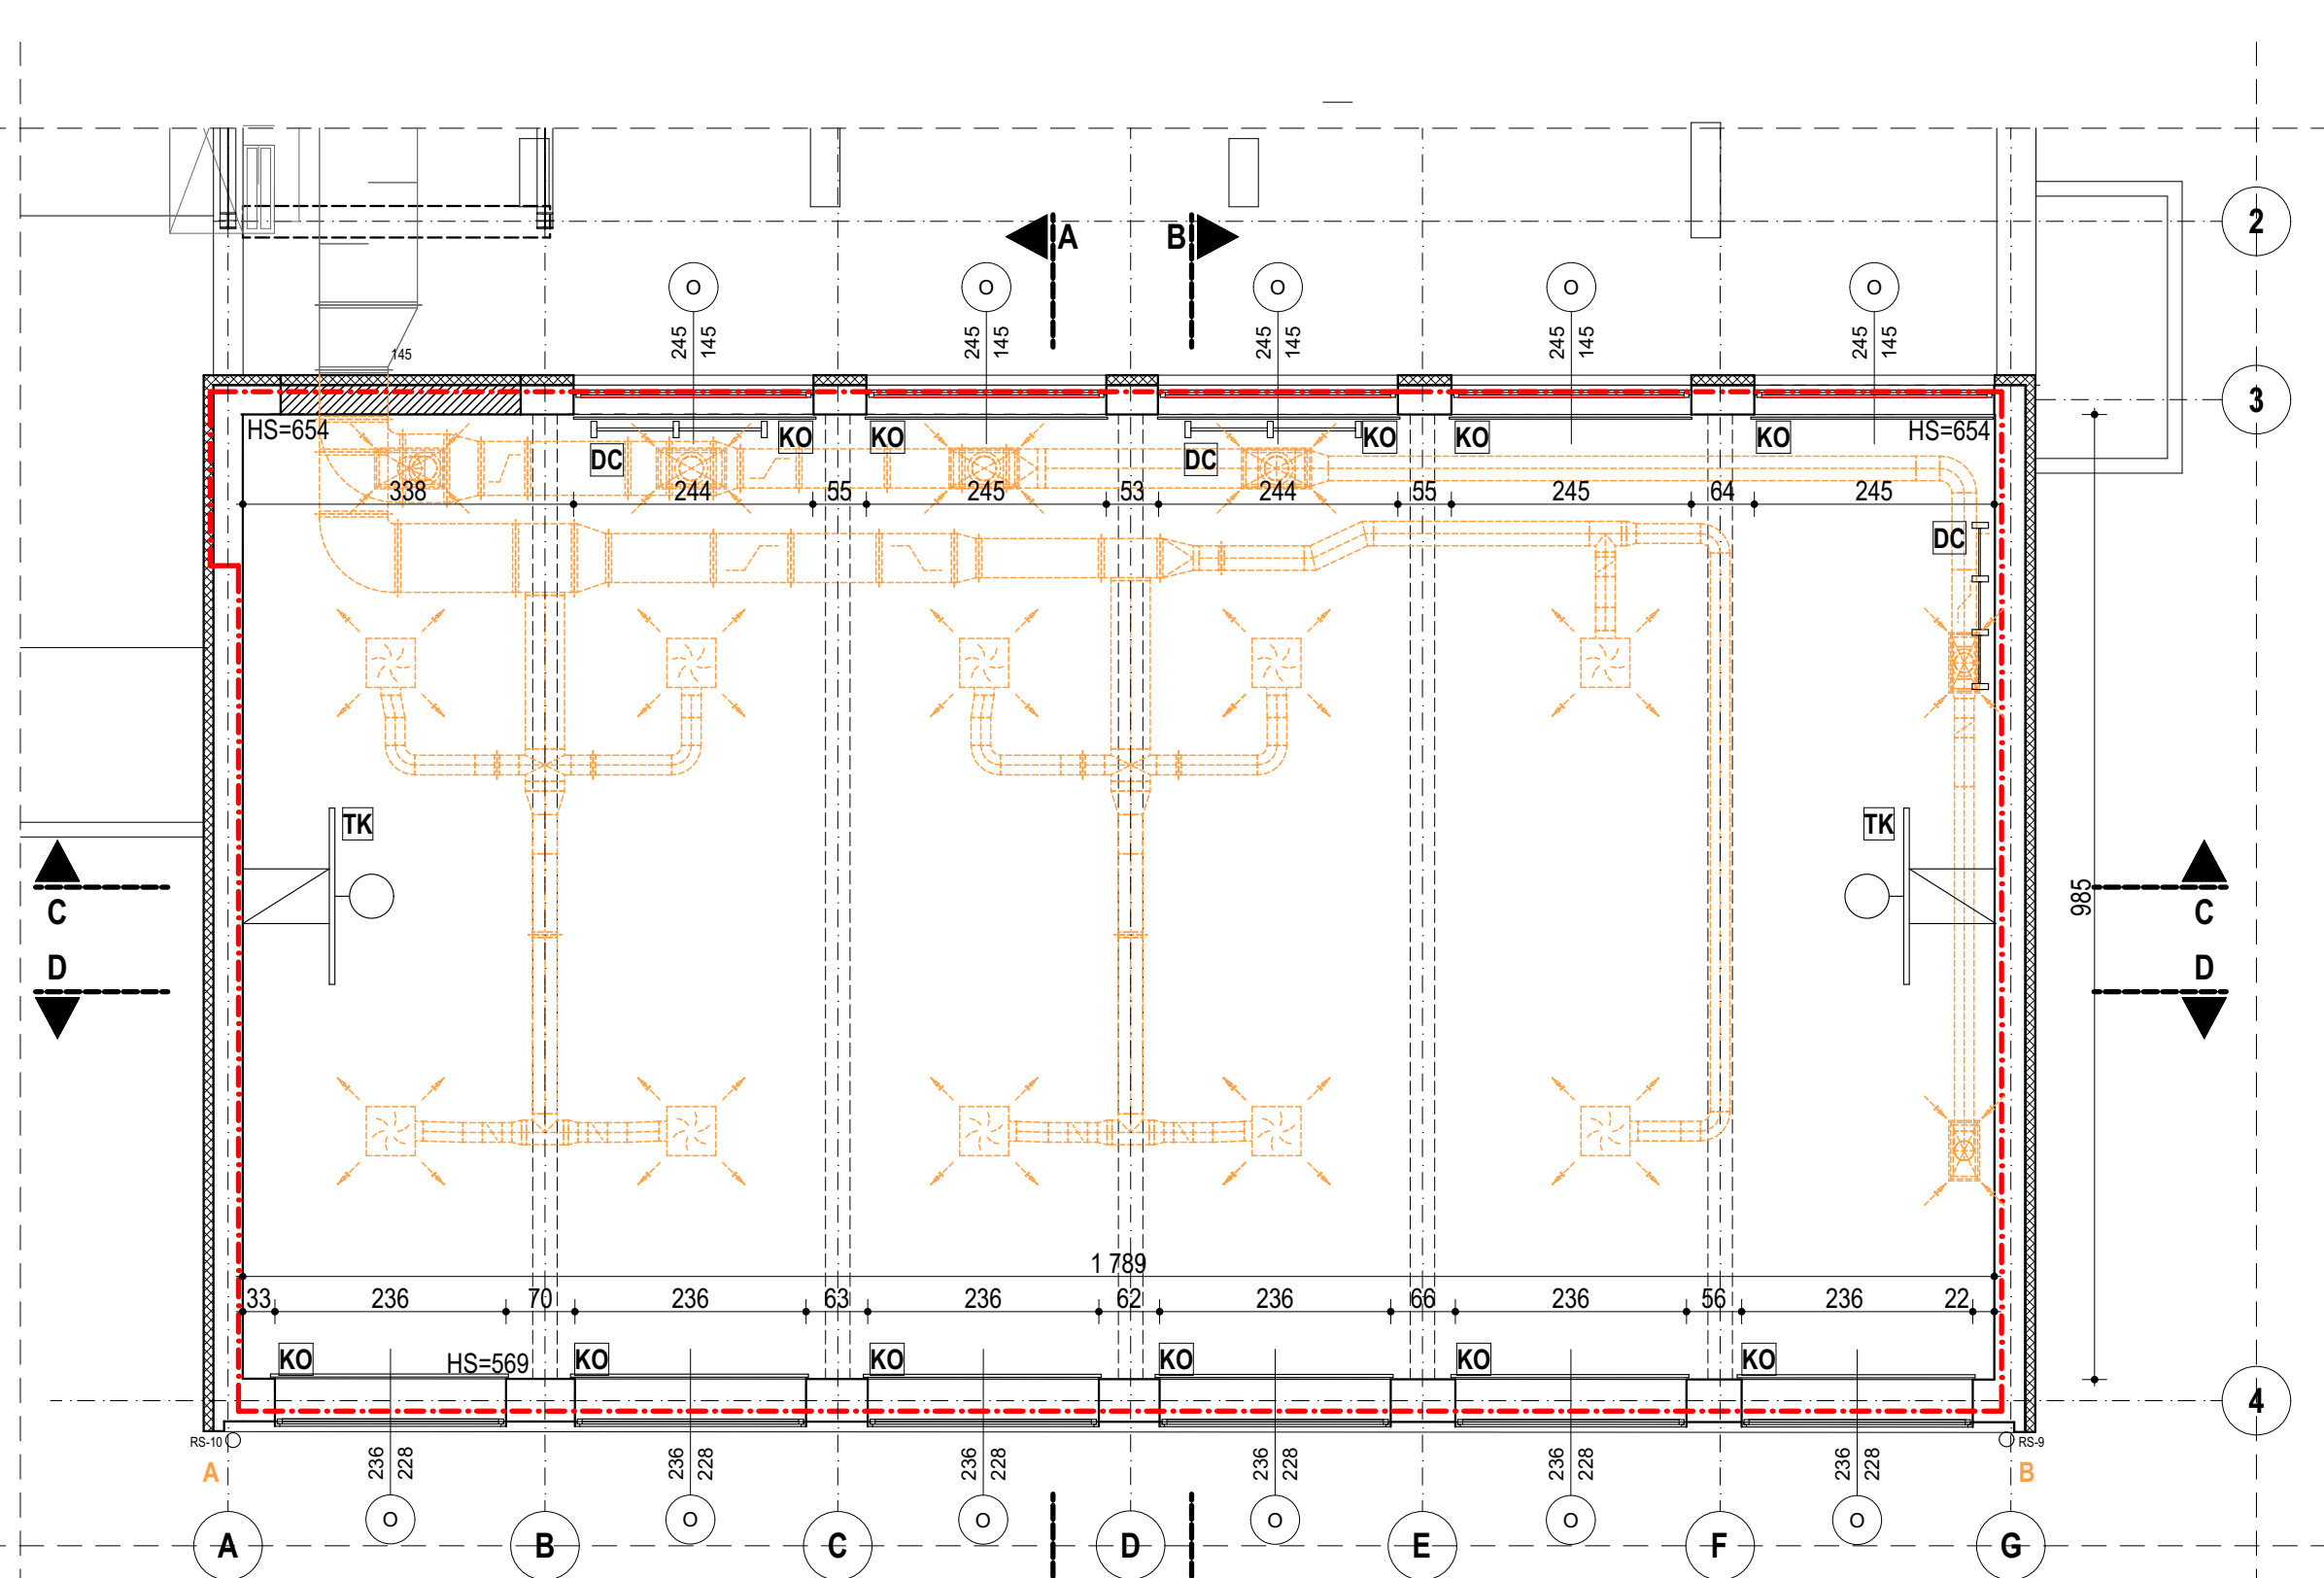 2
A B
O O O O O
245 145 245 145 245 145 245 145 245 145
145
3
HS=654 KO KO KO KO KO HS=654
DC DC
338 244 55 245 53 244 55 245 64 245
DC
TK TK
985
C C
D D
1 789
33 236 70 236 63 236 62 236 66 236 56 236 22
KO HS=569 KO KO KO KO KO
4
RS-10 RS-9
236 228 236 228 236 228 236 228 236 228 236 228
A B
O O O O O O
A B C D E F G